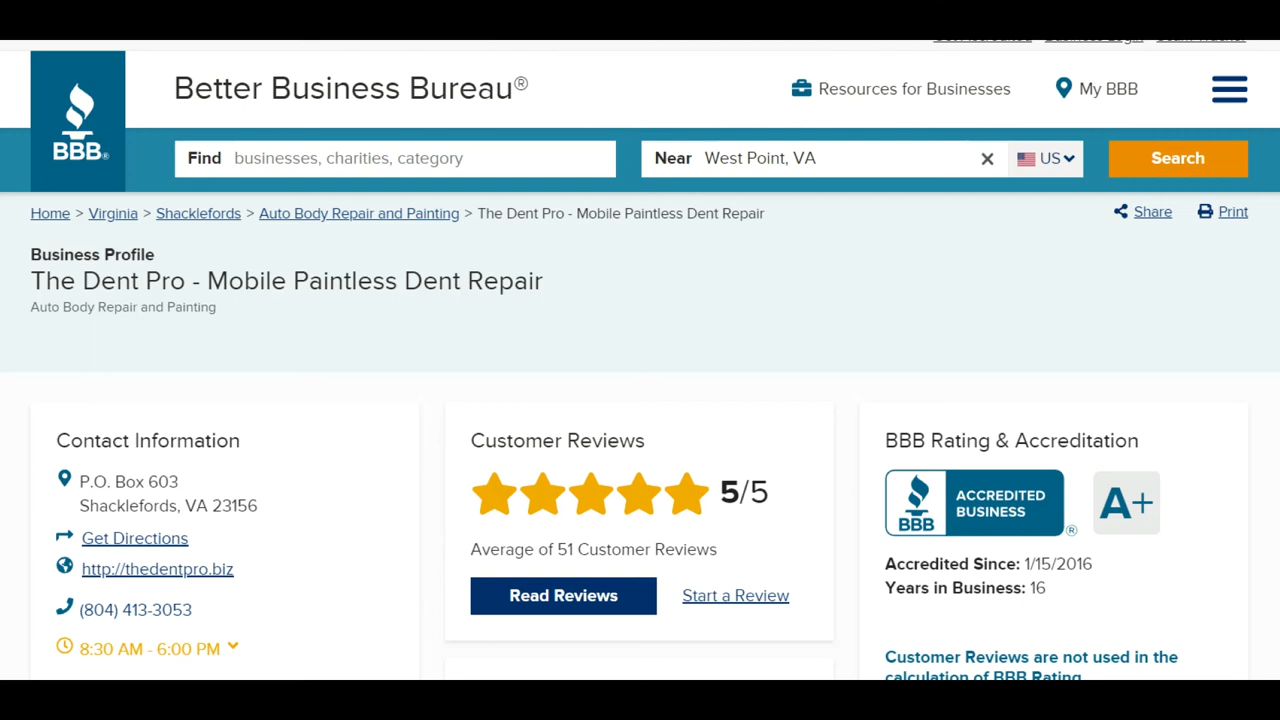 Better Business Bureau®
Resources for Businesses
My BBB
BBB®
Find businesses, charities, category
Near West Point, VA
US
Search
Home > Virginia > Shacklefords > Auto Body Repair and Painting > The Dent Pro - Mobile Paintless Dent Repair
Share
Print
Business Profile
The Dent Pro - Mobile Paintless Dent Repair
Auto Body Repair and Painting
Contact Information
P.O. Box 603
Shacklefords, VA 23156
Get Directions
http://thedentpro.biz
(804) 413-3053
8:30 AM - 6:00 PM
Customer Reviews
5/5
Average of 51 Customer Reviews
Read Reviews
Start a Review
BBB Rating & Accreditation
BBB
ACCREDITED
BUSINESS
®
A+
Accredited Since: 1/15/2016
Years in Business: 16
Customer Reviews are not used in the
calculation of BBB Rating